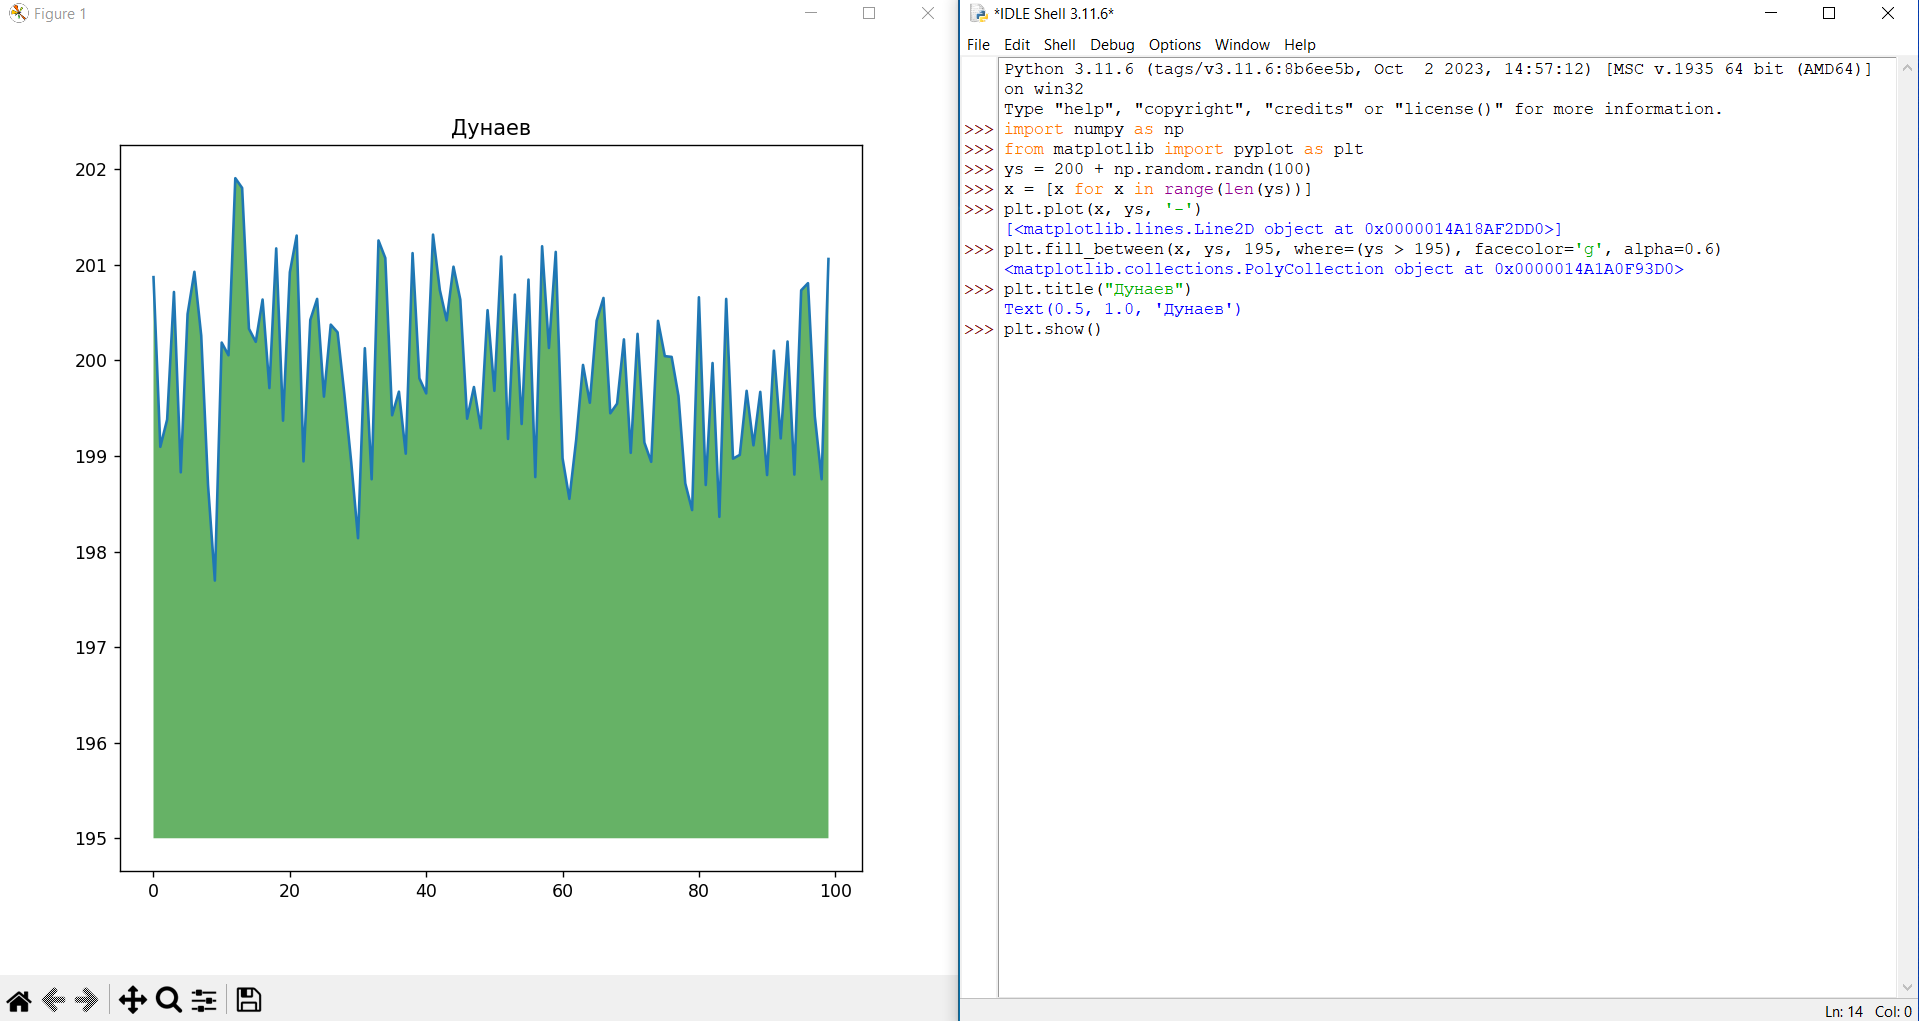 Figure 1
Дунаев
202
201
200
199
198
197
196
195
0 20 40 60 80 100
*IDLE Shell 3.11.6*
File Edit Shell Debug Options Window Help
Python 3.11.6 (tags/v3.11.6:8b6ee5b, Oct  2 2023, 14:57:12) [MSC v.1935 64 bit (AMD64)]
on win32
Type "help", "copyright", "credits" or "license()" for more information.
>>> import numpy as np
>>> from matplotlib import pyplot as plt
>>> ys = 200 + np.random.randn(100)
>>> x = [x for x in range(len(ys))]
>>> plt.plot(x, ys, '-')
[<matplotlib.lines.Line2D object at 0x0000014A18AF2DD0>]
>>> plt.fill_between(x, ys, 195, where=(ys > 195), facecolor='g', alpha=0.6)
<matplotlib.collections.PolyCollection object at 0x0000014A1A0F93D0>
>>> plt.title("Дунаев")
Text(0.5, 1.0, 'Дунаев')
>>> plt.show()
Ln: 14 Col: 0